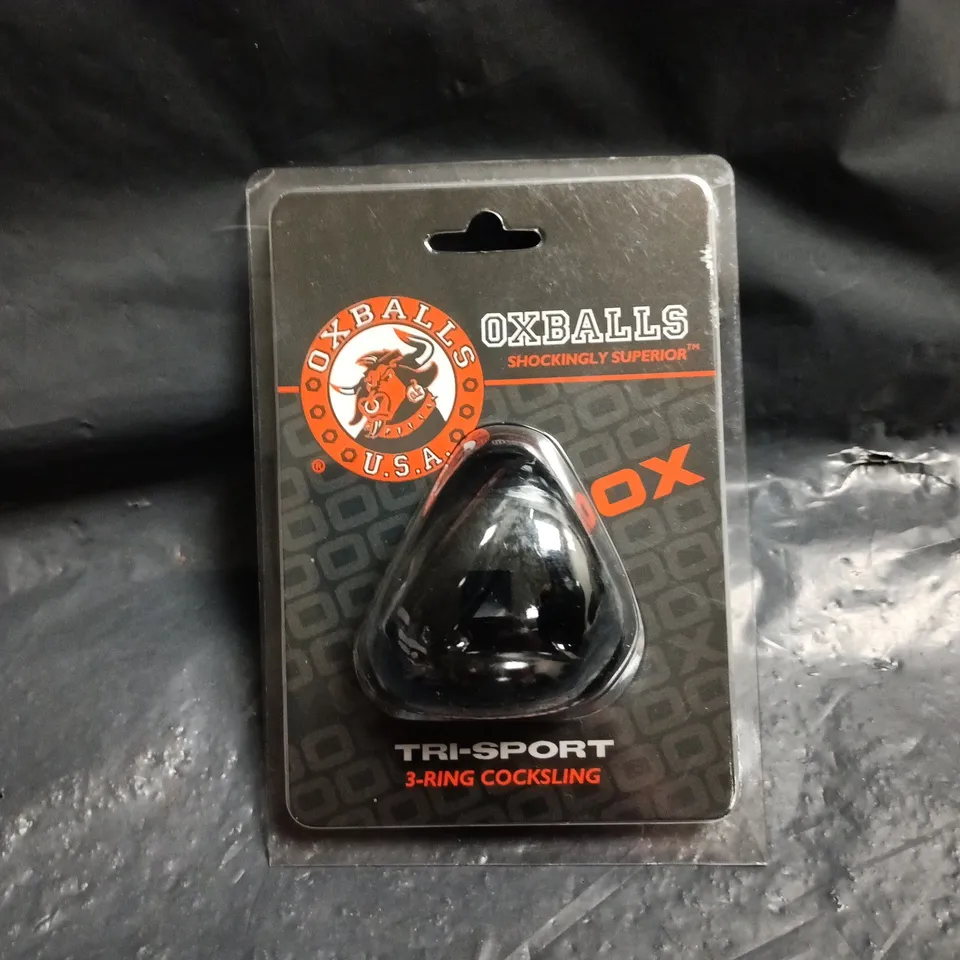 OXBALLS
U.S.A.
®
OXBALLS
SHOCKINGLY SUPERIOR™
OX
TRI-SPORT
3-RING COCKSLING